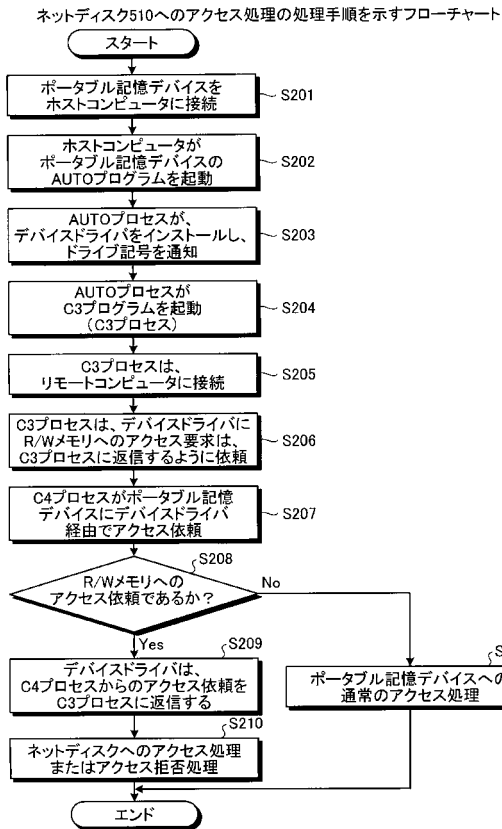 ネットディスク510へのアクセス処理の処理手順を示すフローチャート
スタート
ポータブル記憶デバイスを
ホストコンピュータに接続
S201
ホストコンピュータが
ポータブル記憶デバイスの
AUTOプログラムを起動
S202
AUTOプロセスが、
デバイスドライバをインストールし、
ドライブ記号を通知
S203
AUTOプロセスが
C3プログラムを起動
(C3プロセス)
S204
C3プロセスは、
リモートコンピュータに接続
S205
C3プロセスは、デバイスドライバに
R/Wメモリへのアクセス要求は、
C3プロセスに返信するように依頼
S206
C4プロセスがポータブル記憶
デバイスにデバイスドライバ
経由でアクセス依頼
S207
S208
R/Wメモリへの
アクセス依頼であるか?
No
Yes
S209
デバイスドライバは、
C4プロセスからのアクセス依頼を
C3プロセスに返信する
S
ポータブル記憶デバイスへの
通常のアクセス処理
S210
ネットディスクへのアクセス処理
またはアクセス拒否処理
エンド